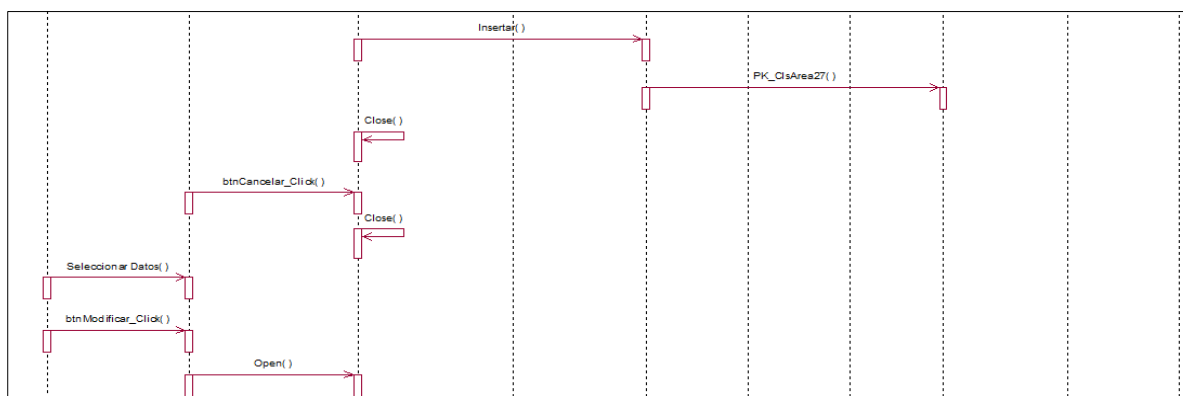 Insertar( )
PK_ClsArea27( )
Close( )
btnCancelar_Click( )
Close( )
Seleccionar Datos( )
btnModificar_Click( )
Open( )